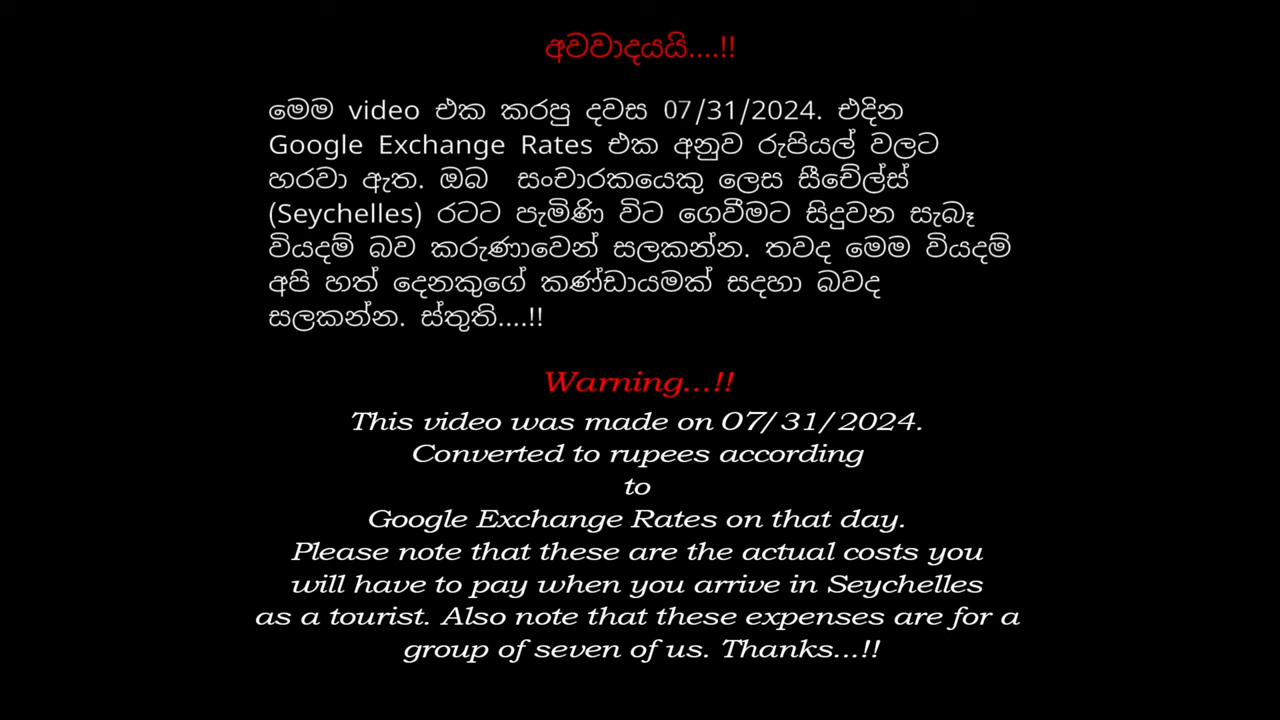 අවවාදයයි....!!
මෙම video එක කරපු දවස 07/31/2024. එදින
Google Exchange Rates එක අනුව රුපියල් වලට
හරවා ඇත. ඔබ සංචාරකයෙකු ලෙස සීචේල්ස්
(Seychelles) රටට පැමිණි විට ගෙවීමට සිදුවන සැබෑ
වියදම් බව කරුණාවෙන් සලකන්න. තවද මෙම වියදම්
අපි හත් දෙනකුගේ කණ්ඩායමක් සදහා බවද
සලකන්න. ස්තුති....!!
Warning...!!
This video was made on 07/31/2024.
Converted to rupees according
to
Google Exchange Rates on that day.
Please note that these are the actual costs you
will have to pay when you arrive in Seychelles
as a tourist. Also note that these expenses are for a
group of seven of us. Thanks...!!